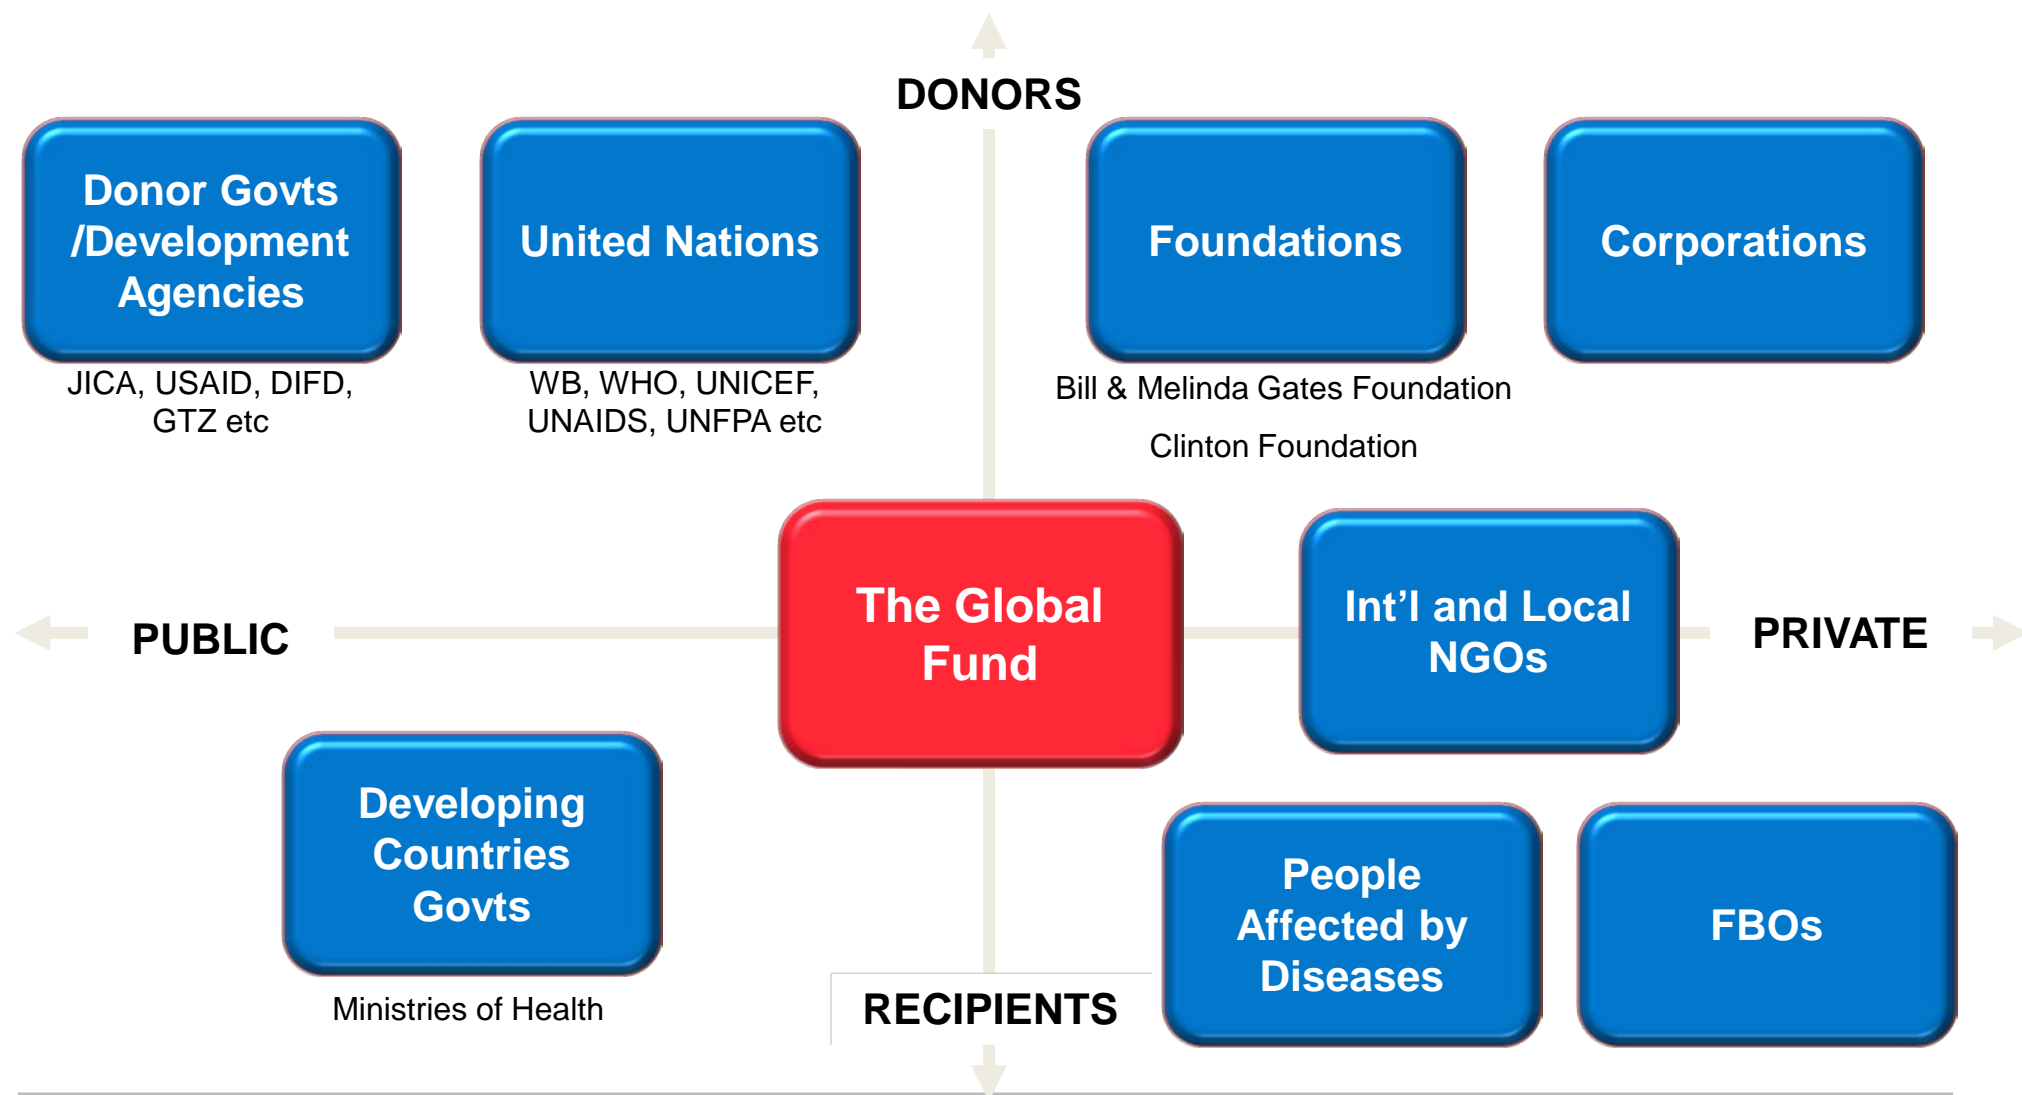 DONORS
Donor Govts
/Development
Agencies
United Nations
Foundations
Corporations
JICA, USAID, DIFD,
GTZ etc
WB, WHO, UNICEF,
UNAIDS, UNFPA etc
Bill & Melinda Gates Foundation
Clinton Foundation
PUBLIC
The Global
Fund
Int’l and Local
NGOs
PRIVATE
Developing
Countries
Govts
Ministries of Health
RECIPIENTS
People
Affected by
Diseases
FBOs